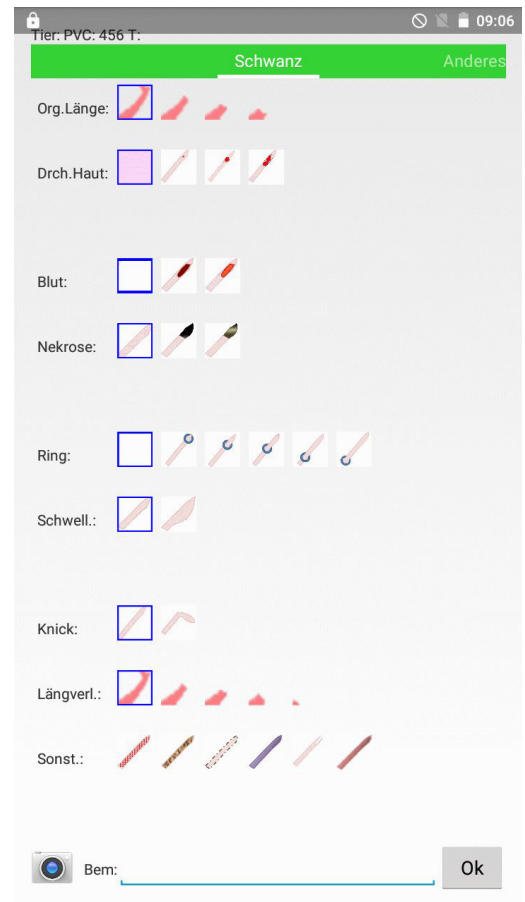 09:06
Tier: PVC: 456 T:
Schwanz Anderes
Org.Länge:
Drch.Haut:
Blut:
Nekrose:
Ring:
Schwell.:
Knick:
Längverl.:
Sonst.:
Bem: Ok